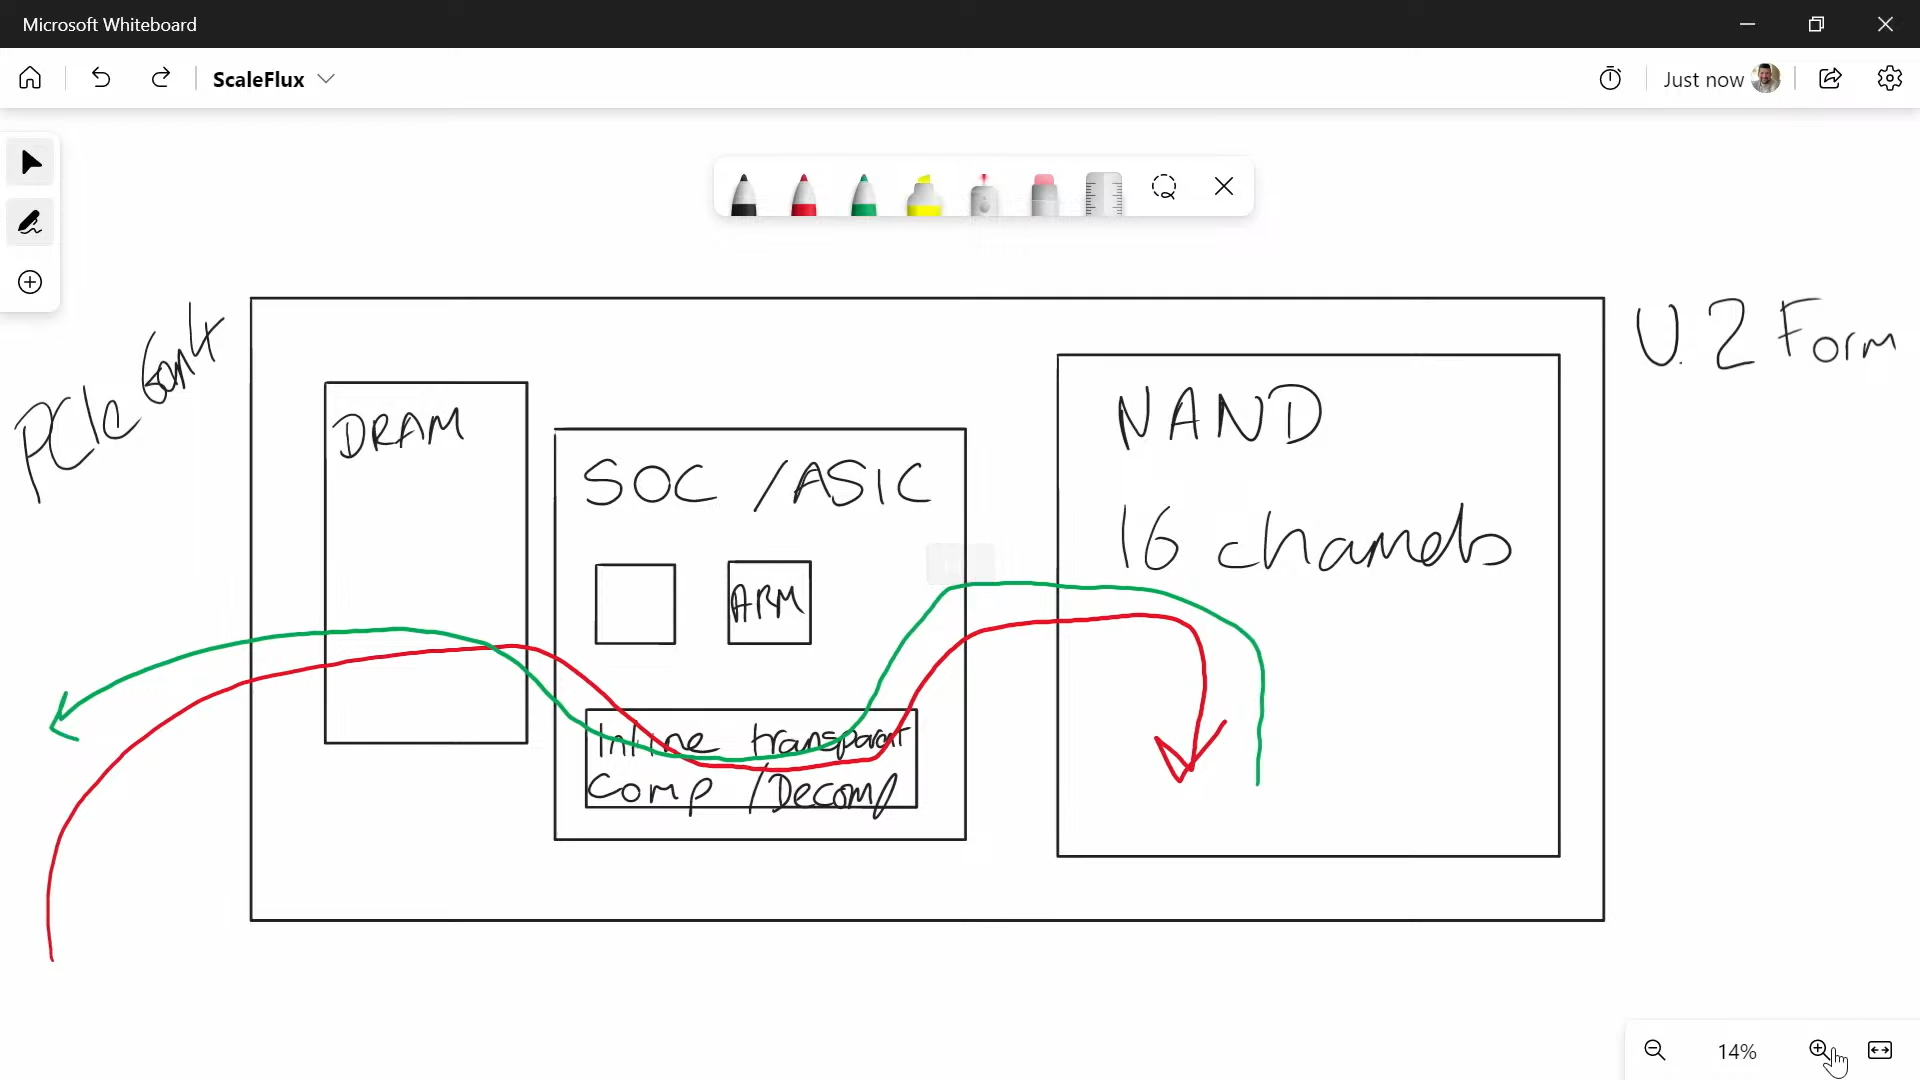 Microsoft Whiteboard
ScaleFlux
Just now
PCIe Gen4
U.2 Form
DRAM
SOC /ASIC
ARM
Inline transparent
Comp /Decomp
NAND
16 channels
14%